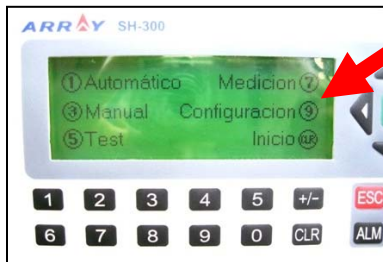 ARRAY SH-300
①Automático Medicion⑦
③Manual Configuracion⑨
⑤Test Inicio CLR
1 2 3 4 5 +/- ESC
6 7 8 9 0 CLR ALM